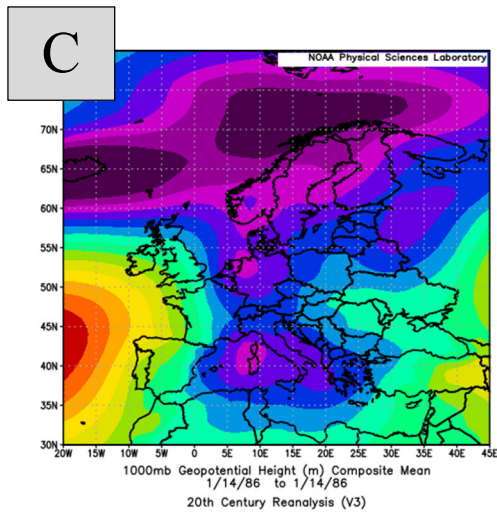 C
NOAA Physical Sciences Laboratory
70N
65N
60N
55N
50N
45N
40N
35N
30N
20W 15W 10W 5W 0 5E 10E 15E 20E 25E 30E 35E 40E 45E
1000mb Geopotential Height (m) Composite Mean
1/14/86 to 1/14/86
20th Century Reanalysis (V3)